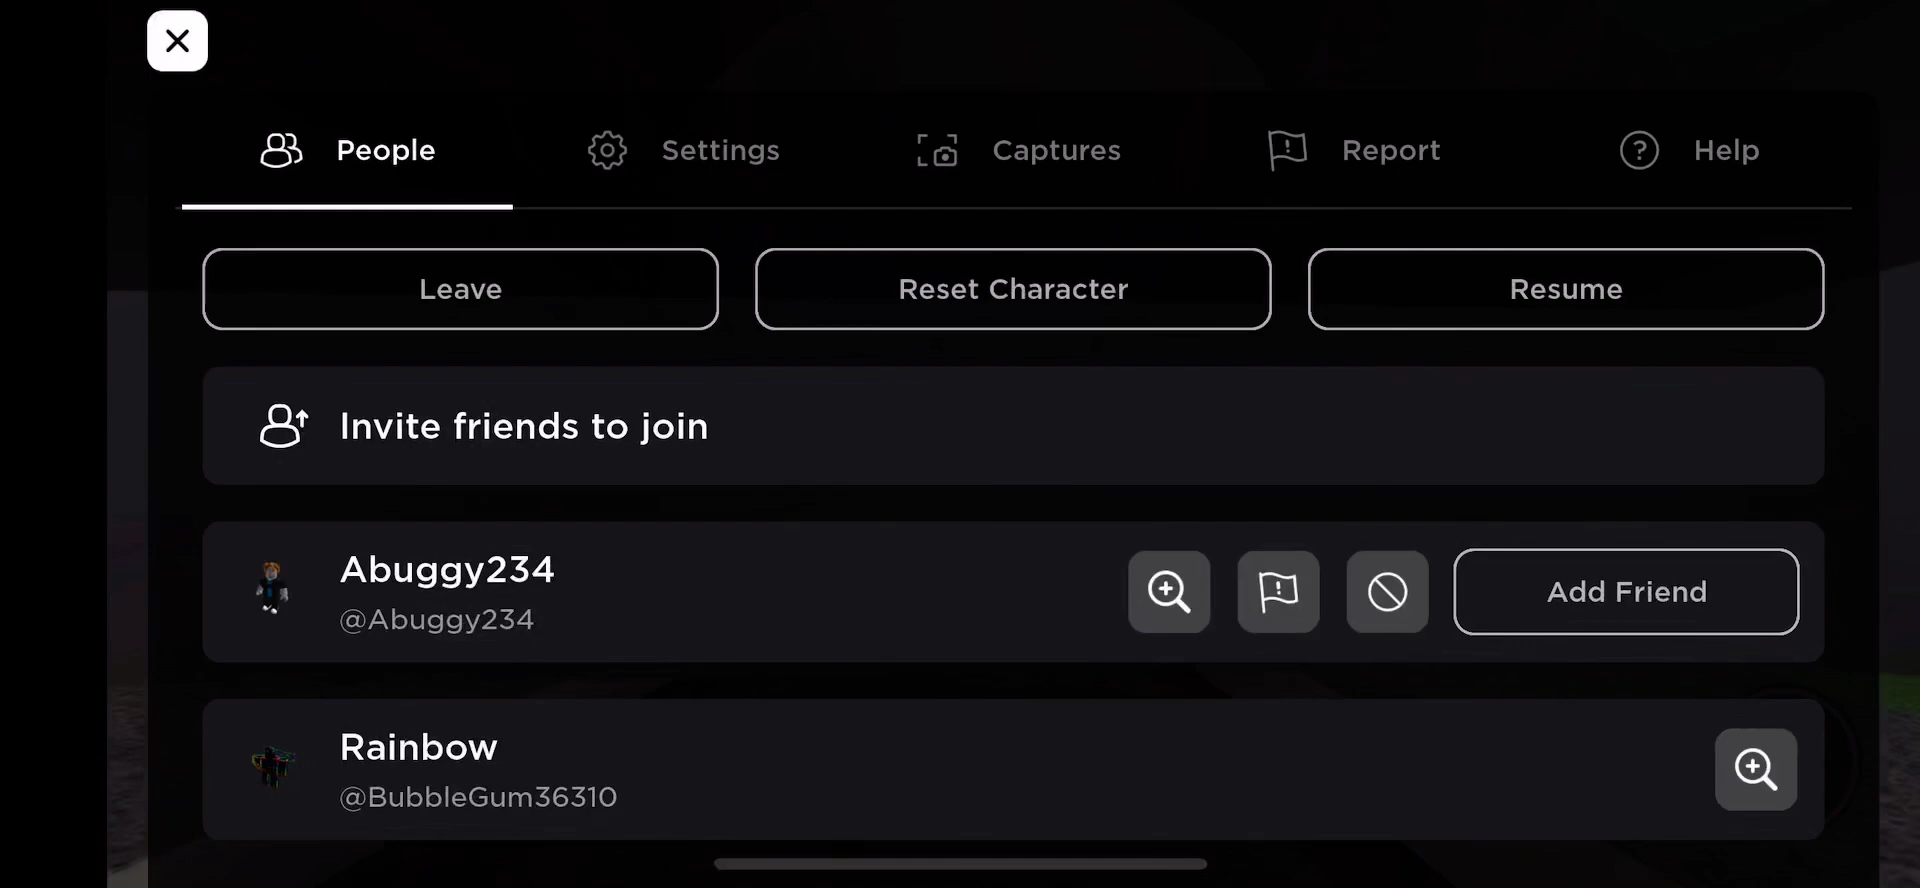 People
Settings
Captures
Report
Help
Leave
Reset Character
Resume
Invite friends to join
Abuggy234
@Abuggy234
Add Friend
Rainbow
@BubbleGum36310